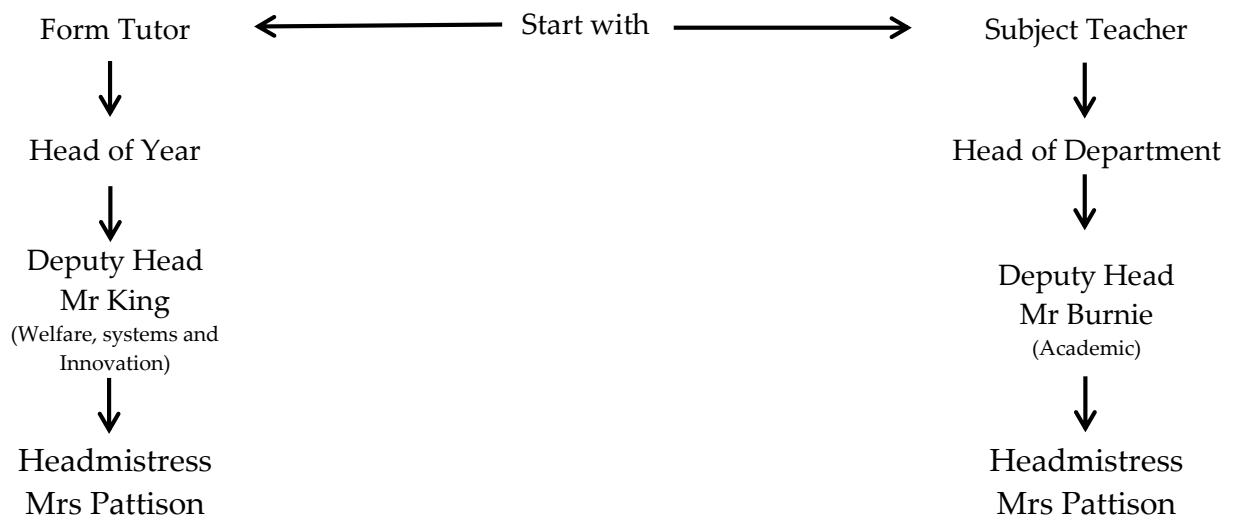 Start with
Form Tutor
Head of Year
Deputy Head
Mr King
(Welfare, systems and
Innovation)
Headmistress
Mrs Pattison
Subject Teacher
Head of Department
Deputy Head
Mr Burnie
(Academic)
Headmistress
Mrs Pattison